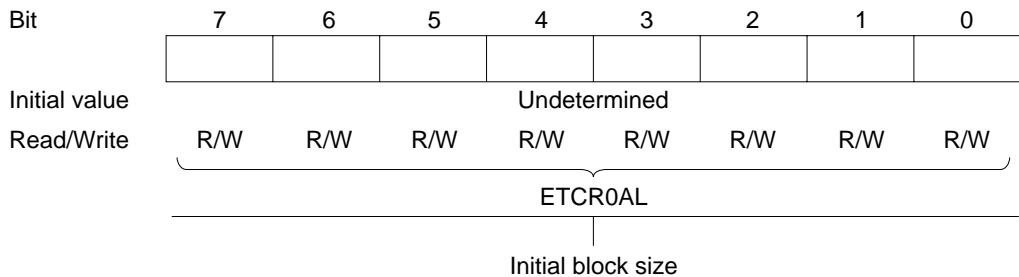 Bit 7 6 5 4 3 2 1 0
Initial value Undetermined
Read/Write R/W R/W R/W R/W R/W R/W R/W R/W
ETCR0AL
Initial block size